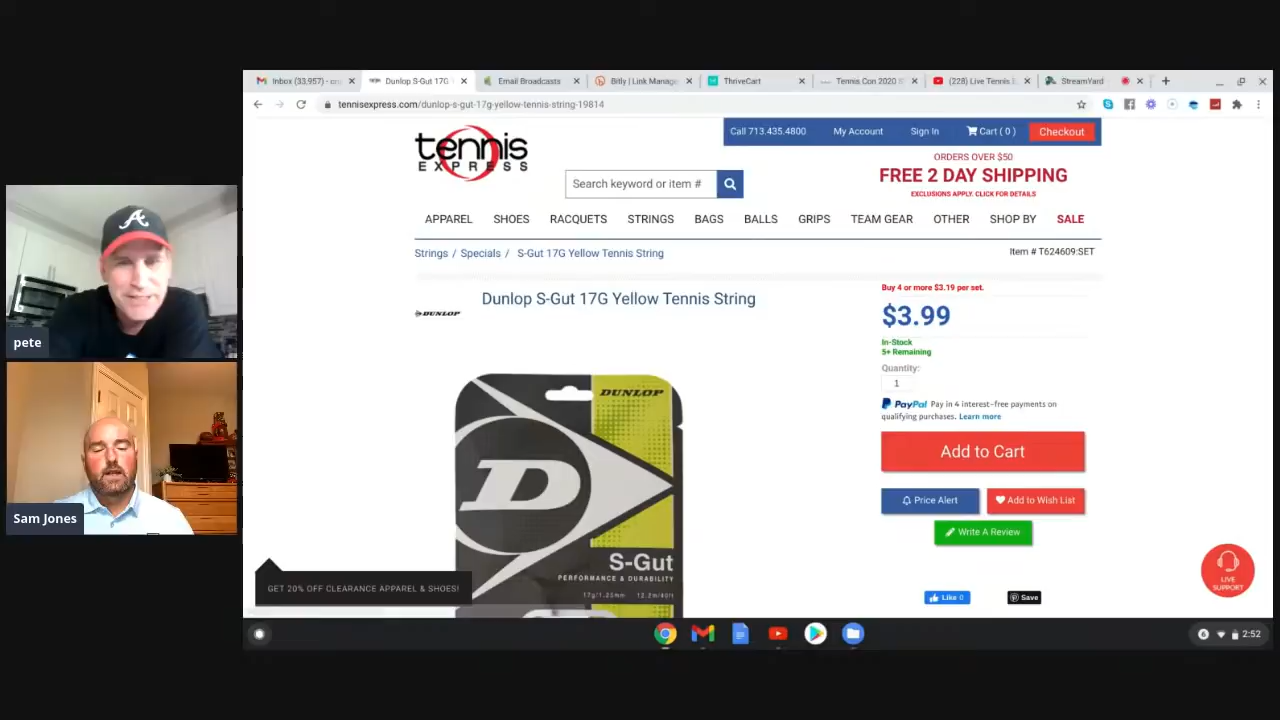 Inbox (33,957) - cr
Dunlop S-Gut 17G
Email Broadcasts
Bitly | Link Manage
ThriveCart
Tennis Con 2020 S
(228) Live Tennis E
StreamYard
tennisexpress.com/dunlop-s-gut-17g-yellow-tennis-string-19814
tennis
EXPRESS
Call 713.435.4800
My Account
Sign In
Cart ( 0 )
Checkout
Search keyword or item #
ORDERS OVER $50
FREE 2 DAY SHIPPING
EXCLUSIONS APPLY. CLICK FOR DETAILS
APPAREL
SHOES
RACQUETS
STRINGS
BAGS
BALLS
GRIPS
TEAM GEAR
OTHER
SHOP BY
SALE
Strings / Specials / S-Gut 17G Yellow Tennis String
Item # T624609:SET
DUNLOP
Dunlop S-Gut 17G Yellow Tennis String
Buy 4 or more $3.19 per set.
$3.99
In-Stock
5+ Remaining
Quantity:
1
PayPal Pay in 4 interest-free payments on
qualifying purchases. Learn more
Add to Cart
Price Alert
Add to Wish List
Write A Review
Like 0
Save
DUNLOP
D
S-Gut
PERFORMANCE & DURABILITY
17g/1.25mm 12.2m/40ft
GET 20% OFF CLEARANCE APPAREL & SHOES!
LIVE
SUPPORT
2:52
A
pete
Sam Jones